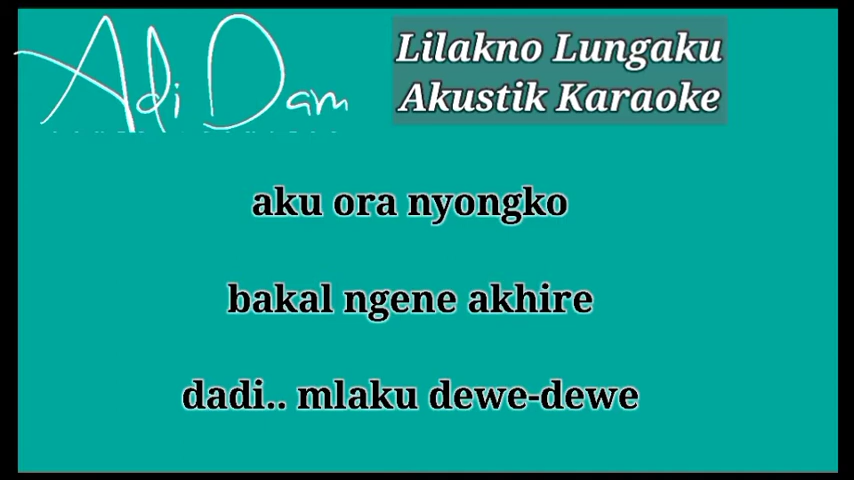 Adi Dam
Lilakno Lungaku
Akustik Karaoke
aku ora nyongko
bakal ngene akhire
dadi.. mlaku dewe-dewe